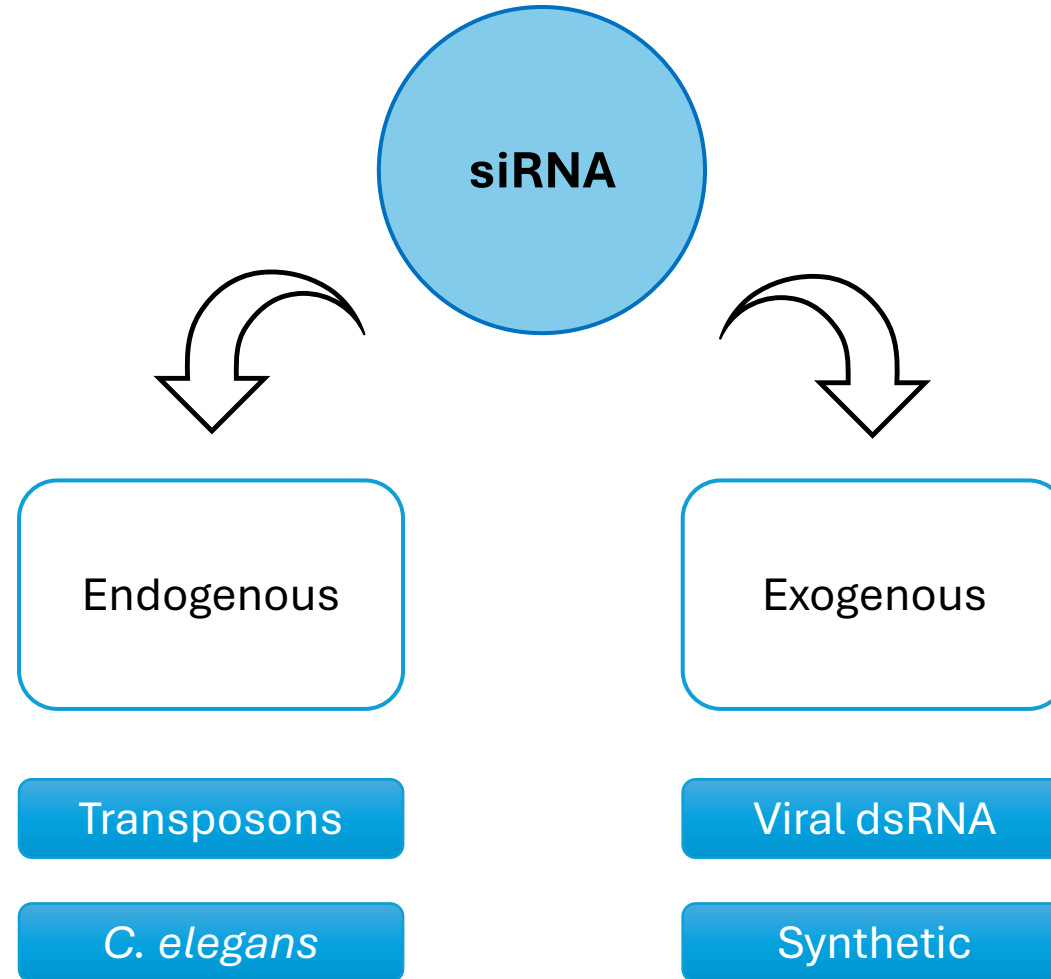 siRNA
Endogenous
Exogenous
Transposons
Viral dsRNA
C. elegans
Synthetic